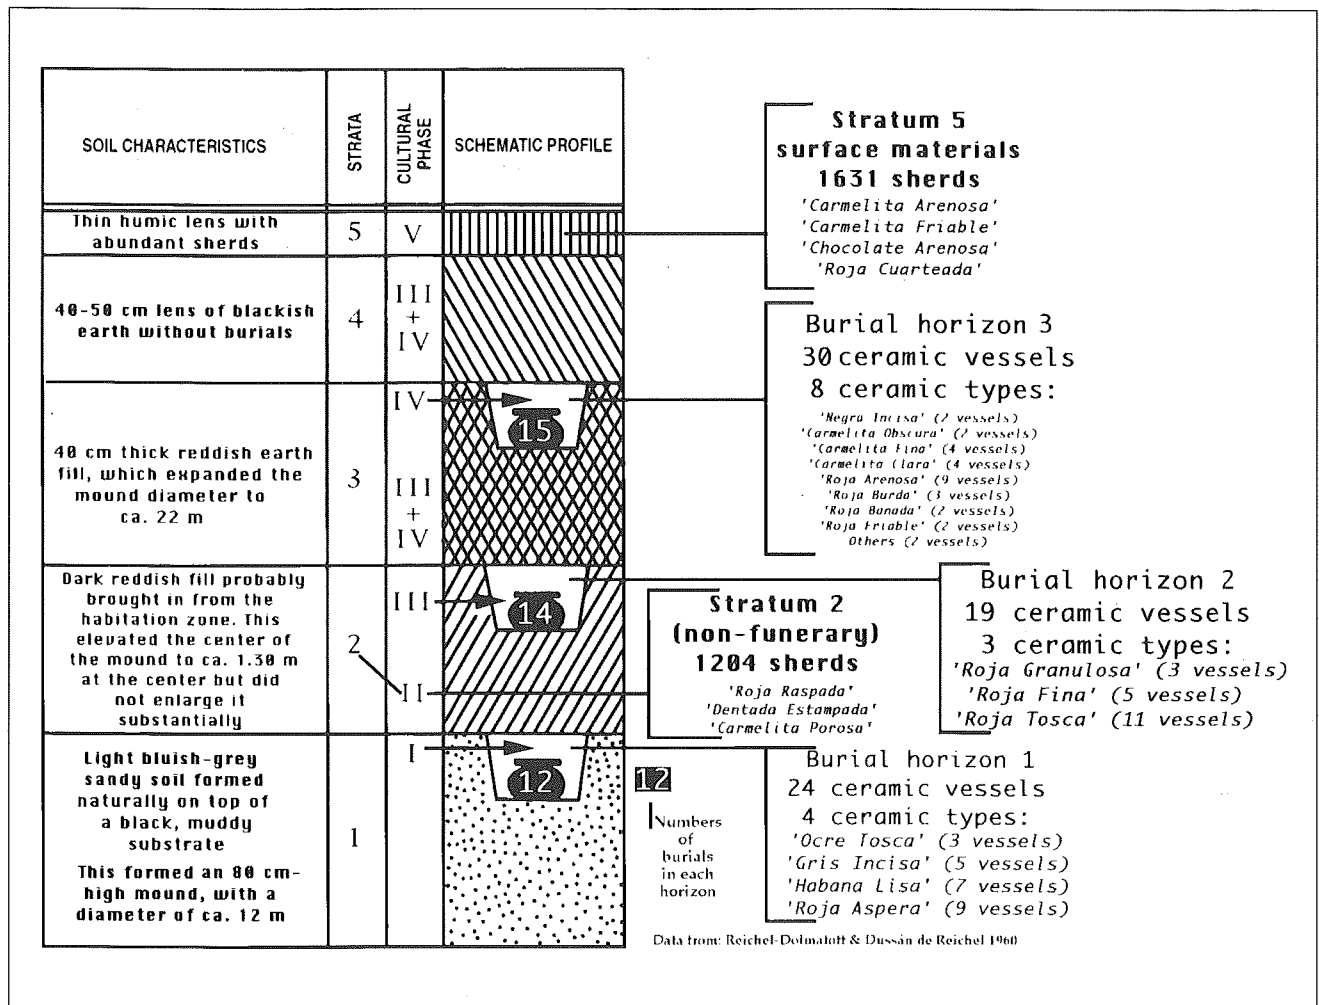 SOIL CHARACTERISTICS
STRATA
CULTURAL
PHASE
SCHEMATIC PROFILE
Thin humic lens with
abundant sherds
5
V
40-50 cm lens of blackish
earth without burials
4
III
+
IV
40 cm thick reddish earth
fill, which expanded the
mound diameter to
ca. 22 m
3
IV
15
III
+
IV
Dark reddish fill probably
brought in from the
habitation zone. This
elevated the center of
the mound to ca. 1.30 m
at the center but did
not enlarge it
substantially
2
III
14
II
Light bluish-grey
sandy soil formed
naturally on top of
a black, muddy
substrate
This formed an 80 cm-
high mound, with a
diameter of ca. 12 m
1
I
12
Stratum 5
surface materials
1631 sherds
'Carmelita Arenosa'
'Carmelita Friable'
'Chocolate Arenosa'
'Roja Cuarteada'
Burial horizon 3
30 ceramic vessels
8 ceramic types:
'Negra Incisa' (2 vessels)
'Carmelita Obscura' (2 vessels)
'Carmelita Fina' (4 vessels)
'Carmelita Clara' (4 vessels)
'Roja Arenosa' (9 vessels)
'Roja Burda' (3 vessels)
'Roja Banada' (2 vessels)
'Roja Friable' (2 vessels)
Others (2 vessels)
Burial horizon 2
19 ceramic vessels
3 ceramic types:
'Roja Granulosa' (3 vessels)
'Roja Fina' (5 vessels)
'Roja Tosca' (11 vessels)
Stratum 2
(non-funerary)
1204 sherds
'Roja Raspada'
'Dentada Estampada'
'Carmelita Porosa'
Burial horizon 1
24 ceramic vessels
4 ceramic types:
'Ocre Tosca' (3 vessels)
'Gris Incisa' (5 vessels)
'Habana Lisa' (7 vessels)
'Roja Aspera' (9 vessels)
12
Numbers
of
burials
in each
horizon
Data from: Reichel-Dolmatoff & Dussán de Reichel 1960